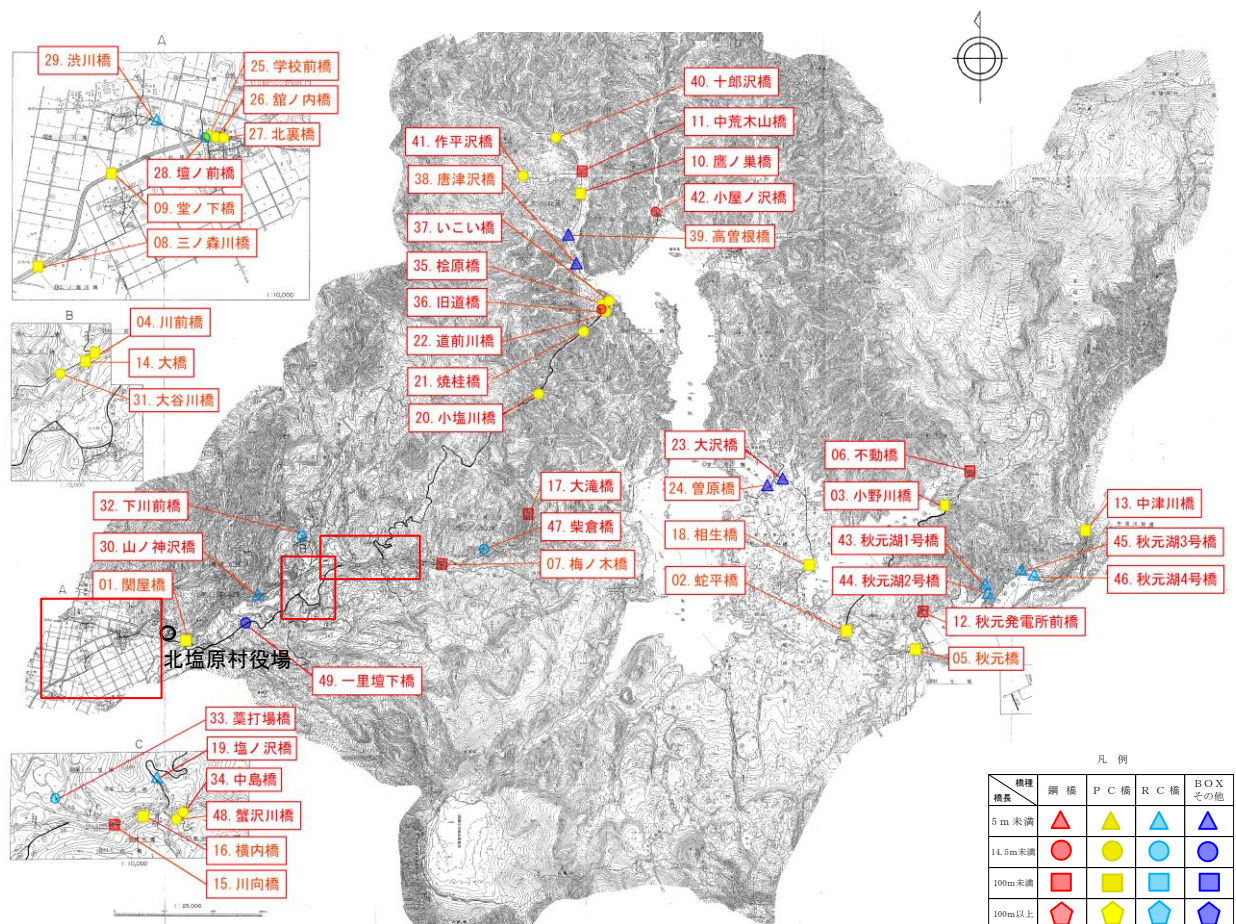 A
29. 渋川橋
25. 学校前橋
26. 舘ノ内橋
27. 北裏橋
28. 壇ノ前橋
09. 堂ノ下橋
08. 三ノ森川橋
1:10,000
B
04. 川前橋
14. 大橋
31. 大谷川橋
1:10,000
40. 十郎沢橋
11. 中荒木山橋
41. 作平沢橋
10. 鷹ノ巣橋
38. 唐津沢橋
42. 小屋ノ沢橋
37. いこい橋
39. 高曽根橋
35. 桧原橋
36. 旧道橋
22. 道前川橋
21. 焼桂橋
20. 小塩川橋
23. 大沢橋
24. 曽原橋
06. 不動橋
03. 小野川橋
13. 中津川橋
17. 大滝橋
47. 柴倉橋
07. 梅ノ木橋
18. 相生橋
43. 秋元湖1号橋
45. 秋元湖3号橋
02. 蛇平橋
44. 秋元湖2号橋
46. 秋元湖4号橋
12. 秋元発電所前橋
05. 秋元橋
32. 下川前橋
30. 山ノ神沢橋
01. 関屋橋
A
B
北塩原村役場
49. 一里壇下橋
C
33. 藁打場橋
19. 塩ノ沢橋
34. 中島橋
48. 蟹沢川橋
16. 横内橋
15. 川向橋
1:10,000
1:25,000
凡 例
橋種
橋長
鋼 橋
P C 橋
R C 橋
BOX
その他
5m未満
14.5m未満
100m未満
100m以上